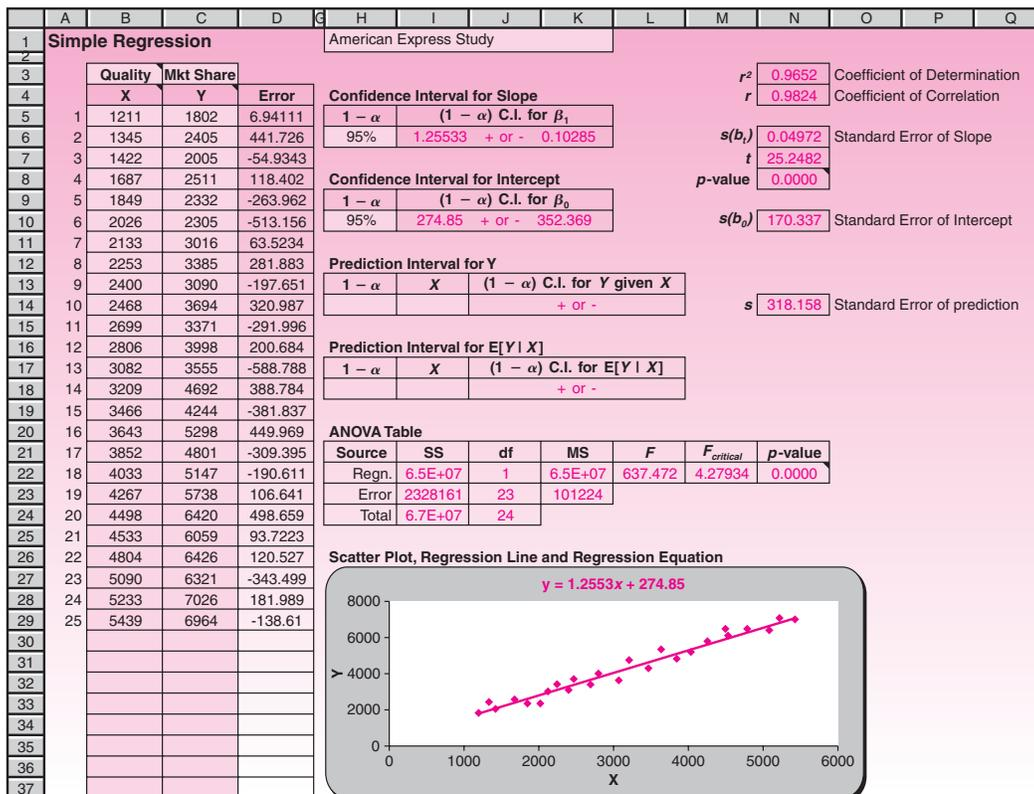 A B C D G H I J K L M N O P Q
1 Simple Regression American Express Study
2
3 Quality Mkt Share r² 0.9652 Coefficient of Determination
4 X Y Error Confidence Interval for Slope r 0.9824 Coefficient of Correlation
5 1 1211 1802 6.94111 1 − α (1 − α) C.I. for β₁
6 2 1345 2405 441.726 95% 1.25533 + or - 0.10285 s(b₁) 0.04972 Standard Error of Slope
7 3 1422 2005 -54.9343 t 25.2482
8 4 1687 2511 118.402 Confidence Interval for Intercept p-value 0.0000
9 5 1849 2332 -263.962 1 − α (1 − α) C.I. for β₀
10 6 2026 2305 -513.156 95% 274.85 + or - 352.369 s(b₀) 170.337 Standard Error of Intercept
11 7 2133 3016 63.5234
12 8 2253 3385 281.883 Prediction Interval for Y
13 9 2400 3090 -197.651 1 − α X (1 − α) C.I. for Y given X
14 10 2468 3694 320.987 + or - s 318.158 Standard Error of prediction
15 11 2699 3371 -291.996
16 12 2806 3998 200.684 Prediction Interval for E[Y | X]
17 13 3082 3555 -588.788 1 − α X (1 − α) C.I. for E[Y | X]
18 14 3209 4692 388.784 + or -
19 15 3466 4244 -381.837
20 16 3643 5298 449.969 ANOVA Table
21 17 3852 4801 -309.395 Source SS df MS F F critical p-value
22 18 4033 5147 -190.611 Regn. 6.5E+07 1 6.5E+07 637.472 4.27934 0.0000
23 19 4267 5738 106.641 Error 2328161 23 101224
24 20 4498 6420 498.659 Total 6.7E+07 24
25 21 4533 6059 93.7223
26 22 4804 6426 120.527 Scatter Plot, Regression Line and Regression Equation
27 23 5090 6321 -343.499 y = 1.2553x + 274.85
28 24 5233 7026 181.989 8000
29 25 5439 6964 -138.61
30 6000
31
32 Y 4000
33
34 2000
35 0
36 0 1000 2000 3000 4000 5000 6000
37 X